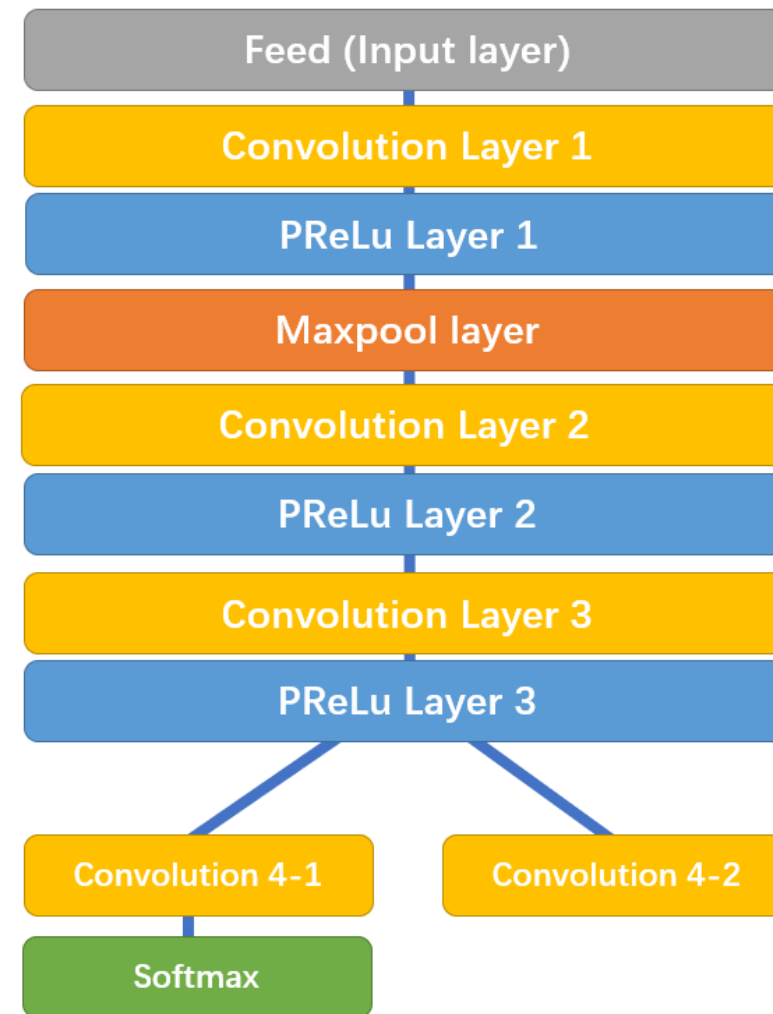 Feed (Input layer)
Convolution Layer 1
PReLu Layer 1
Maxpool layer
Convolution Layer 2
PReLu Layer 2
Convolution Layer 3
PReLu Layer 3
Convolution 4-1
Convolution 4-2
Softmax